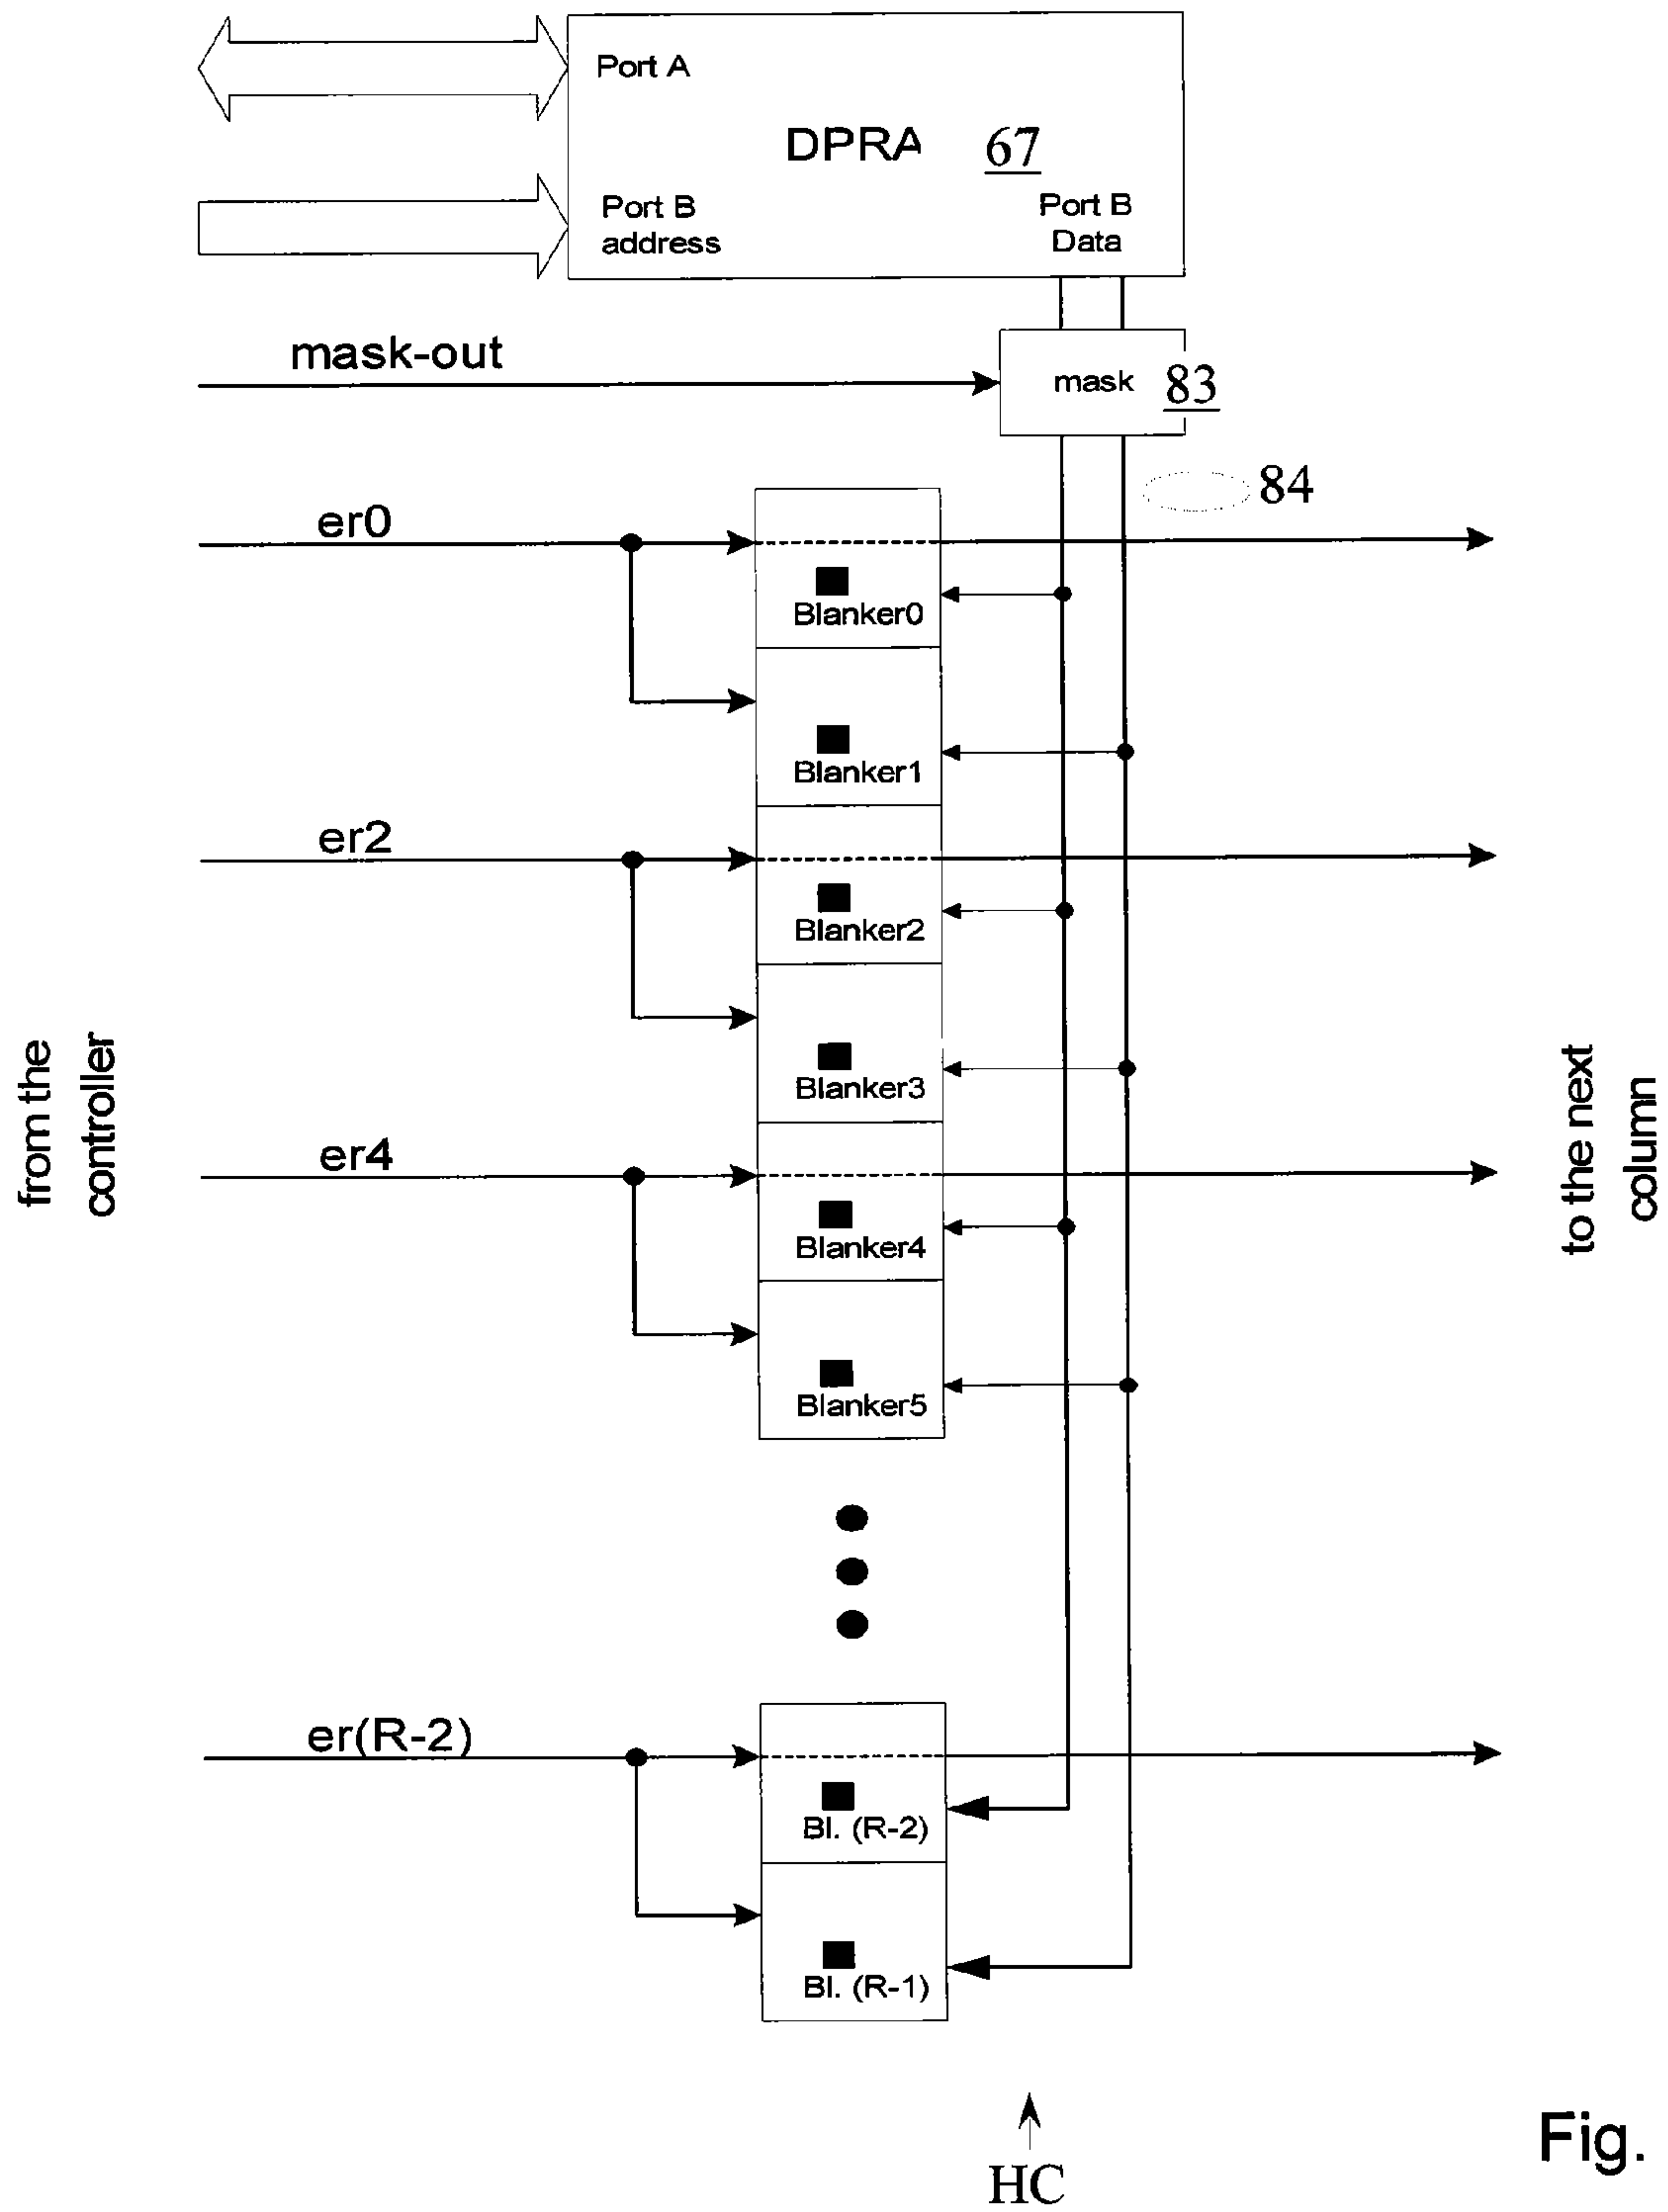 Port A
DPRA 67
Port B
address
Port B
Data
mask-out
mask 83
84
er0
Blanker0
Blanker1
er2
Blanker2
Blanker3
from the
controller
to the next
column
er4
Blanker4
Blanker5
er(R-2)
Bl. (R-2)
Bl. (R-1)
HC
Fig.